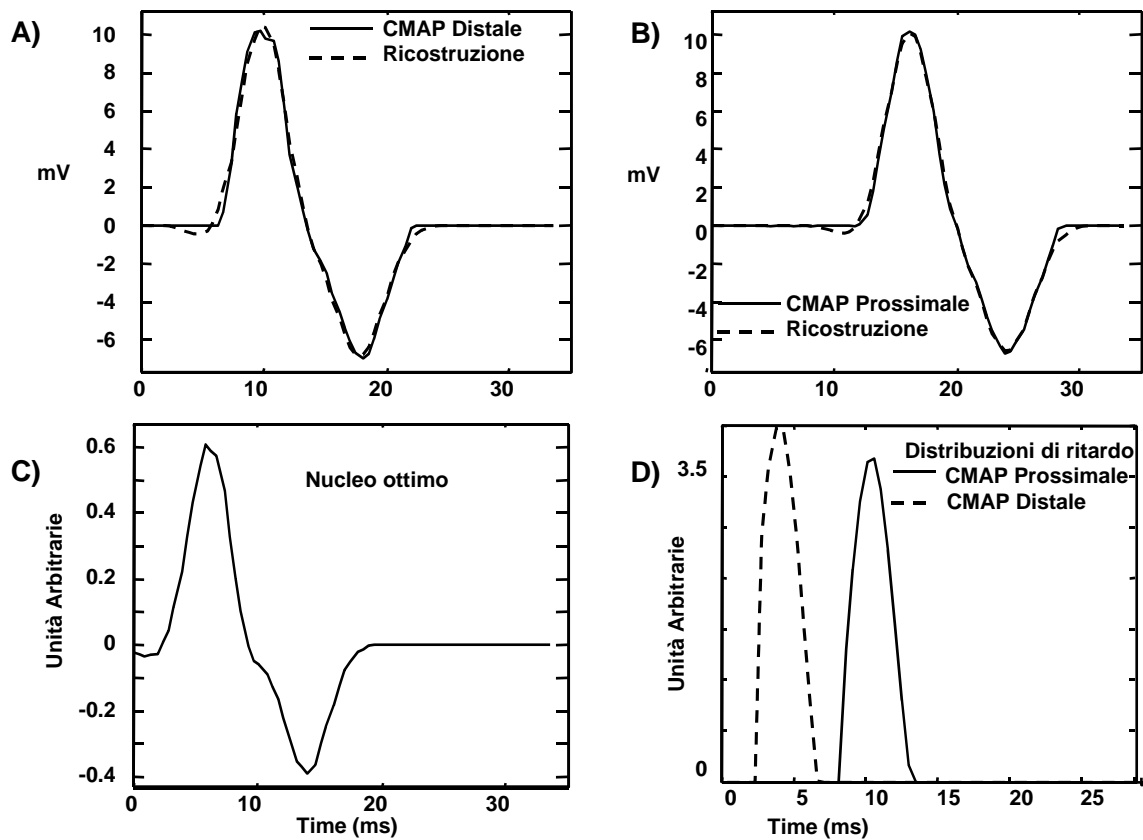 A)
CMAP Distale
Ricostruzione
mV
10
8
6
4
2
0
-2
-4
-6
0
10
20
30
B)
CMAP Prossimale
Ricostruzione
mV
10
8
6
4
2
0
-2
-4
-6
0
10
20
30
C)
Nucleo ottimo
Unità Arbitrarie
0.6
0.4
0.2
0
-0.2
-0.4
0
10
20
30
Time (ms)
D)
Distribuzioni di ritardo
CMAP Prossimale
CMAP Distale
Unità Arbitrarie
3.5
0
0
5
10
15
20
25
Time (ms)